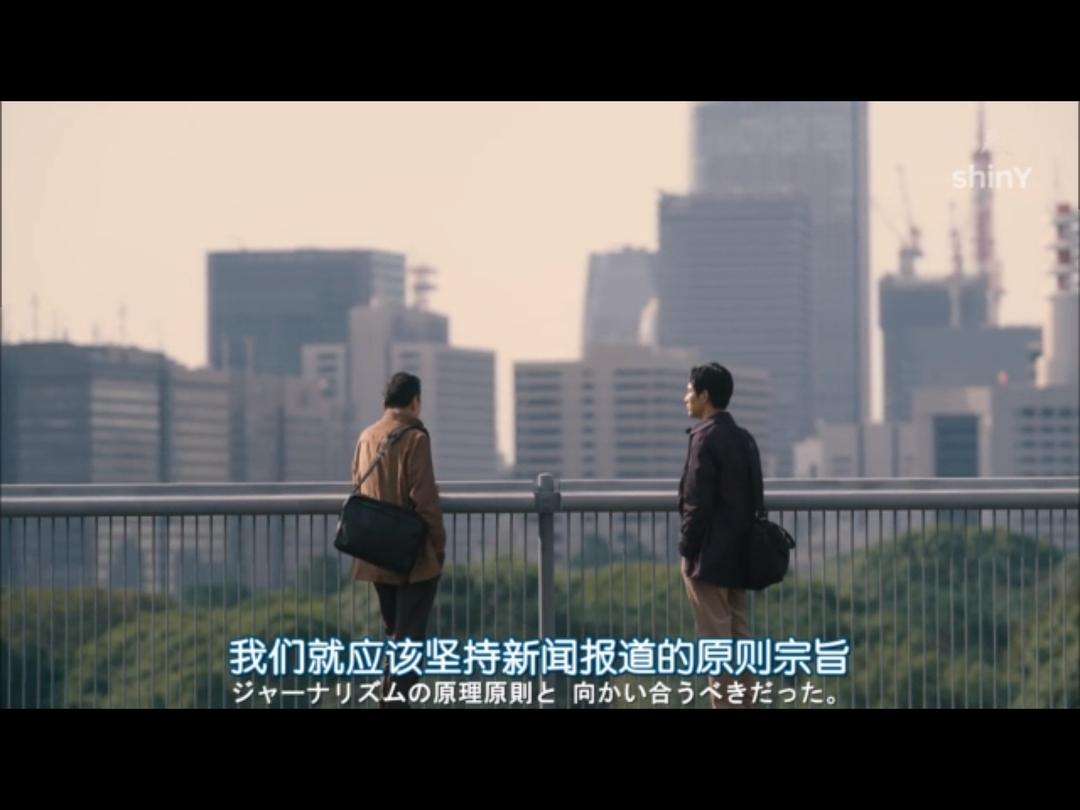 shinY
我们就应该坚持新闻报道的原则宗旨
ジャーナリズムの原理原則と 向かい合うべきだった。